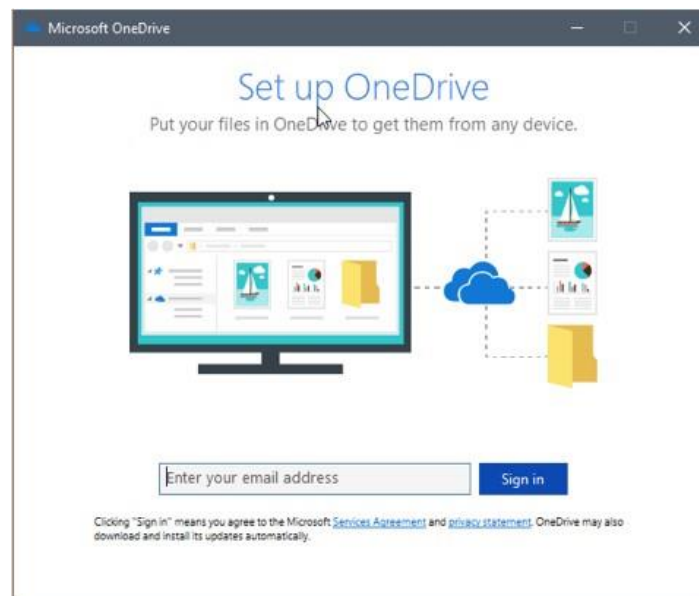 Microsoft OneDrive
Set up OneDrive
Put your files in OneDrive to get them from any device.
Enter your email address
Sign in
Clicking "Sign in" means you agree to the Microsoft Services Agreement and privacy statement. OneDrive may also
download and install its updates automatically.